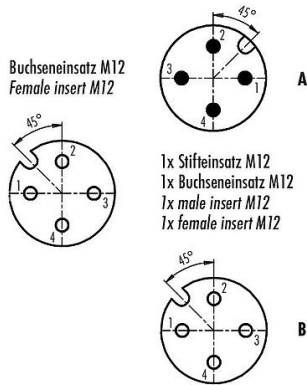 45°
2
3
1
4
A
Buchseneinsatz M12
Female insert M12
45°
2
1
3
4
1x Stifteinsatz M12
1x Buchseneinsatz M12
1x male insert M12
1x female insert M12
45°
2
1
3
4
B